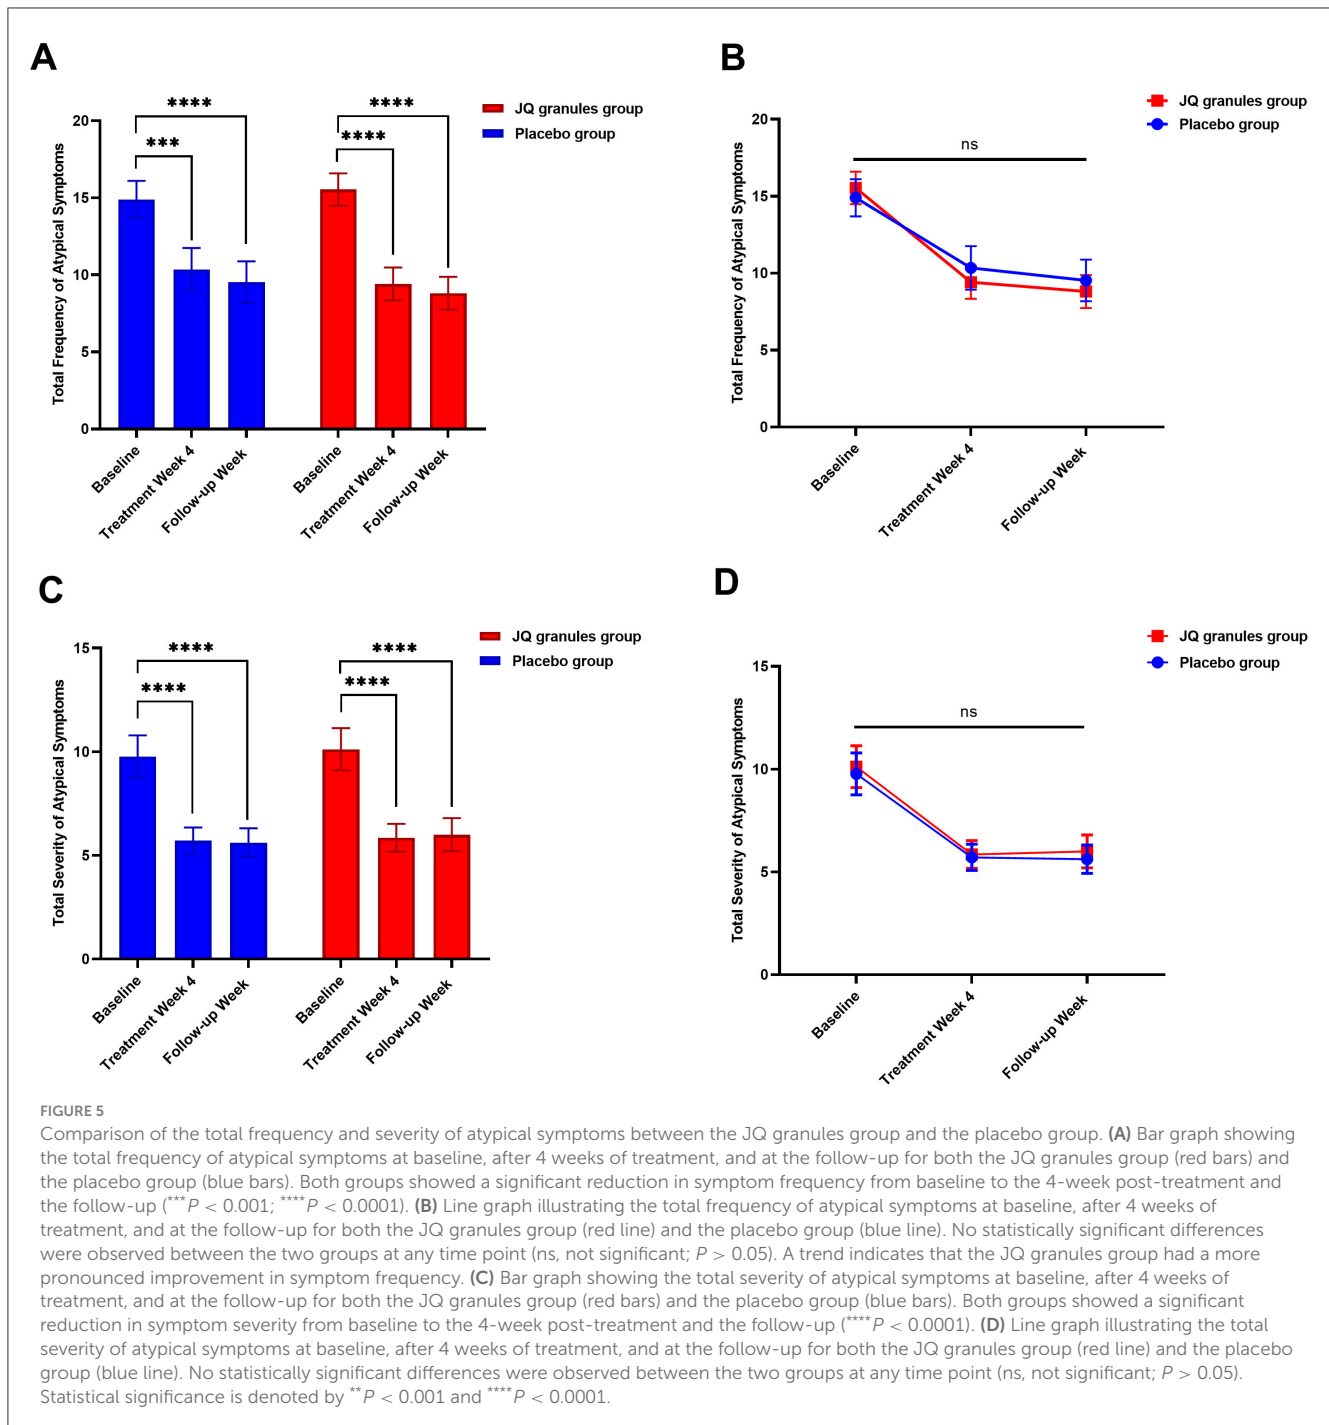 A
****
****
***
****
JQ granules group
Placebo group
Total Frequency of Atypical Symptoms
20
15
10
5
0
Baseline
Treatment Week 4
Follow-up Week
Baseline
Treatment Week 4
Follow-up Week
B
JQ granules group
Placebo group
ns
Total Frequency of Atypical Symptoms
20
15
10
5
0
Baseline
Treatment Week 4
Follow-up Week
C
****
****
****
****
JQ granules group
Placebo group
Total Severity of Atypical Symptoms
15
10
5
0
Baseline
Treatment Week 4
Follow-up Week
Baseline
Treatment Week 4
Follow-up Week
D
JQ granules group
Placebo group
ns
Total Severity of Atypical Symptoms
15
10
5
0
Baseline
Treatment Week 4
Follow-up Week
FIGURE 5
Comparison of the total frequency and severity of atypical symptoms between the JQ granules group and the placebo group. (A) Bar graph showing
the total frequency of atypical symptoms at baseline, after 4 weeks of treatment, and at the follow-up for both the JQ granules group (red bars) and
the placebo group (blue bars). Both groups showed a significant reduction in symptom frequency from baseline to the 4-week post-treatment and
the follow-up (***P < 0.001; ****P < 0.0001). (B) Line graph illustrating the total frequency of atypical symptoms at baseline, after 4 weeks of
treatment, and at the follow-up for both the JQ granules group (red line) and the placebo group (blue line). No statistically significant differences
were observed between the two groups at any time point (ns, not significant; P > 0.05). A trend indicates that the JQ granules group had a more
pronounced improvement in symptom frequency. (C) Bar graph showing the total severity of atypical symptoms at baseline, after 4 weeks of
treatment, and at the follow-up for both the JQ granules group (red bars) and the placebo group (blue bars). Both groups showed a significant
reduction in symptom severity from baseline to the 4-week post-treatment and the follow-up (****P < 0.0001). (D) Line graph illustrating the total
severity of atypical symptoms at baseline, after 4 weeks of treatment, and at the follow-up for both the JQ granules group (red line) and the placebo
group (blue line). No statistically significant differences were observed between the two groups at any time point (ns, not significant; P > 0.05).
Statistical significance is denoted by **P < 0.001 and ****P < 0.0001.